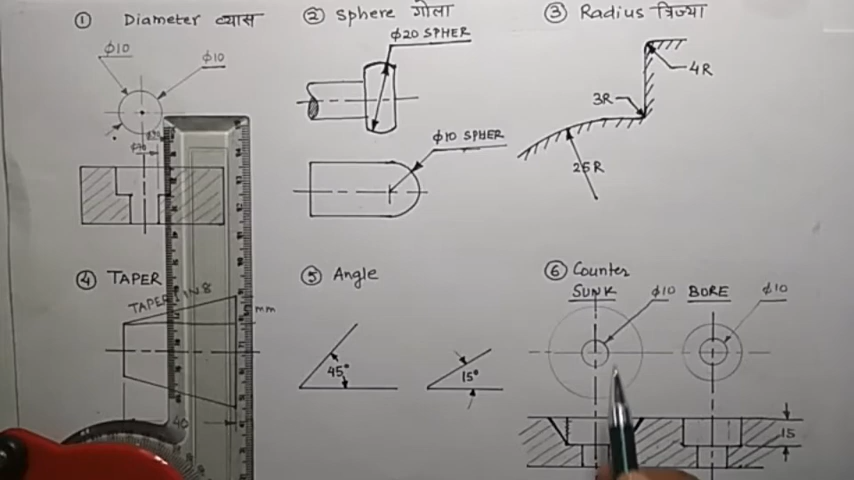 ① Diameter व्यास
ϕ10
ϕ10
② Sphere गोला
ϕ20 SPHER
ϕ10 SPHER
③ Radius त्रिज्या
4R
3R
25R
④ TAPER
TAPER 1 IN 8
mm
40
⑤ Angle
45°
15°
⑥ Counter
SUNK
ϕ10
BORE
ϕ10
15